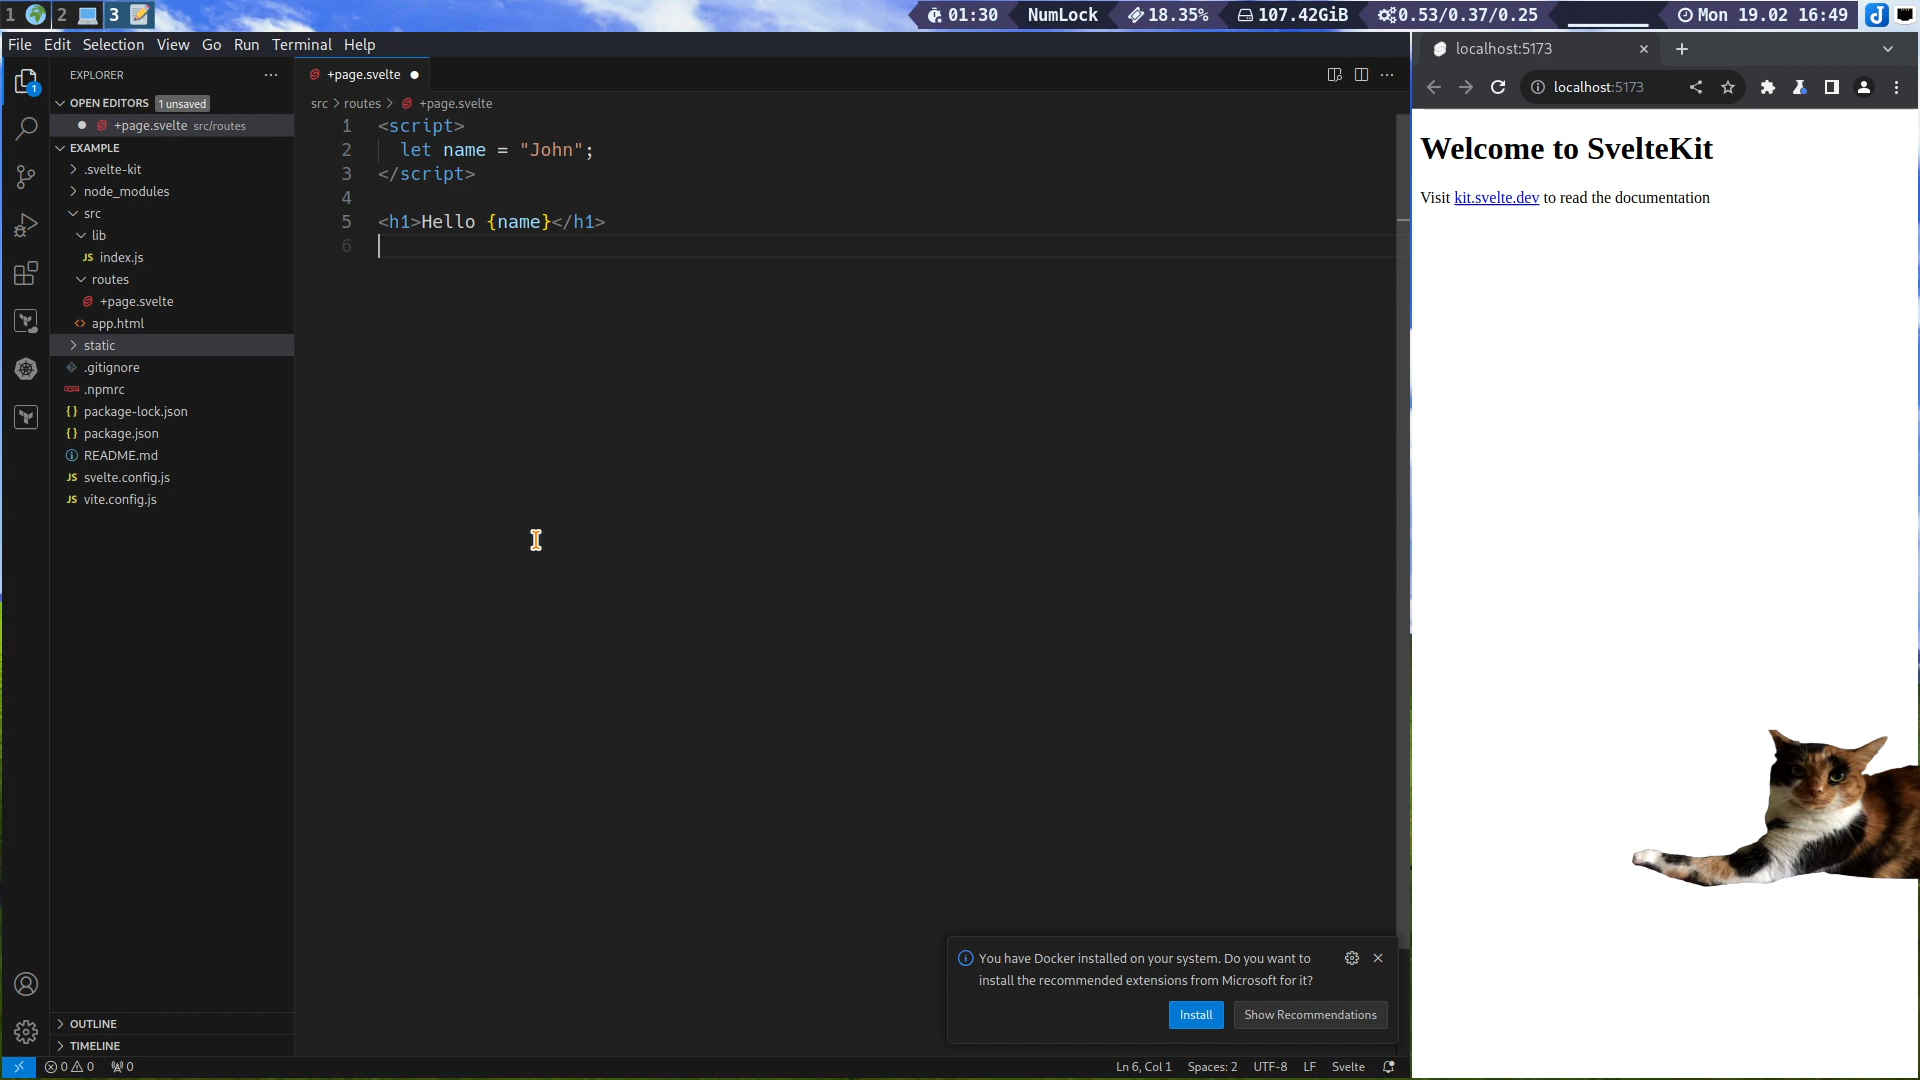 1 2 3
01:30 NumLock 18.35% 107.42GiB 0.53/0.37/0.25 Mon 19.02 16:49
File Edit Selection View Go Run Terminal Help
EXPLORER
OPEN EDITORS 1 unsaved
+page.svelte src/routes
EXAMPLE
.svelte-kit
node_modules
src
lib
JS index.js
routes
+page.svelte
<> app.html
static
.gitignore
.npmrc
{} package-lock.json
{} package.json
README.md
JS svelte.config.js
JS vite.config.js
OUTLINE
TIMELINE
1
+page.svelte
src > routes > +page.svelte
1 <script>
2 let name = "John";
3 </script>
4
5 <h1>Hello {name}</h1>
6
You have Docker installed on your system. Do you want to
install the recommended extensions from Microsoft for it?
Install Show Recommendations
0 0 0 Ln 6, Col 1 Spaces: 2 UTF-8 LF Svelte
localhost:5173
localhost:5173
Welcome to SvelteKit
Visit kit.svelte.dev to read the documentation